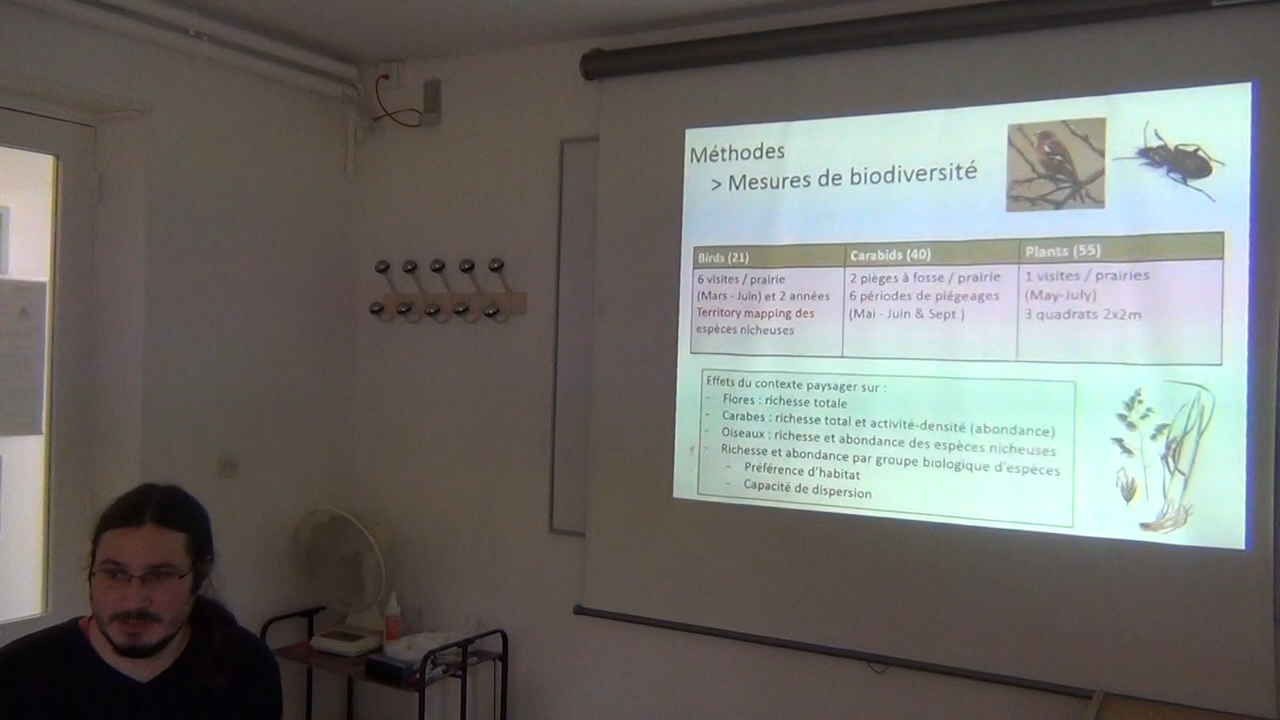 Méthodes
> Mesures de biodiversité
Birds (21)
6 visites / prairie
(Mars - Juin) et 2 années
Territory mapping des
espèces nicheuses
Carabids (40)
2 pièges à fosse / prairie
6 périodes de piégeages
(Mai - Juin & Sept.)
Plants (55)
1 visites / prairies
(May-July)
3 quadrats 2x2m
Effets du contexte paysager sur :
- Flores : richesse totale
- Carabes : richesse total et activité-densité (abondance)
- Oiseaux : richesse et abondance des espèces nicheuses
- Richesse et abondance par groupe biologique d'espèces
- Préférence d'habitat
- Capacité de dispersion